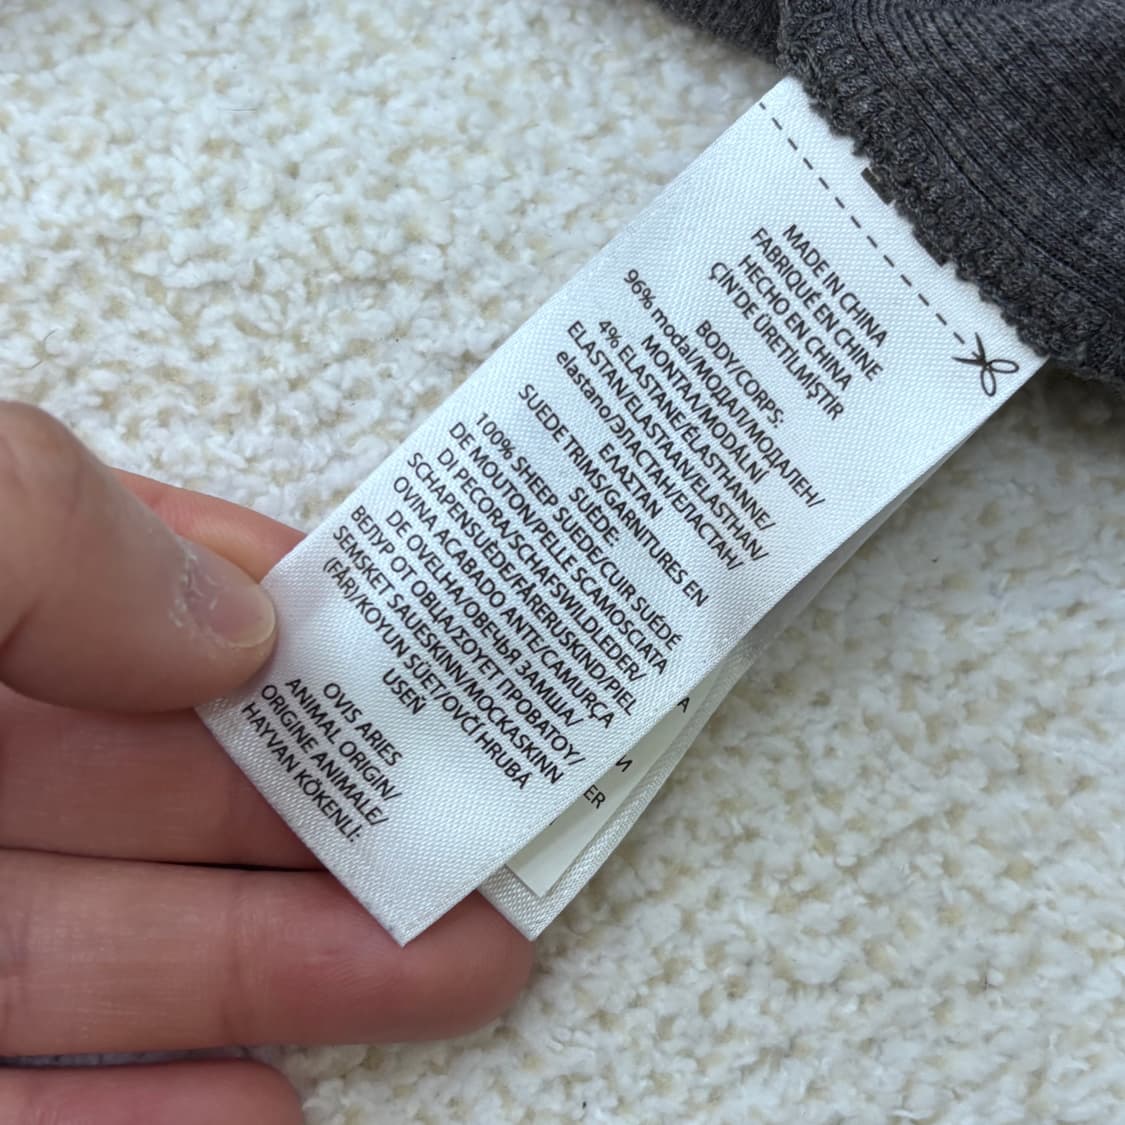 MADE IN CHINA
FABRIQUÉ EN CHINE
HECHO EN CHINA
ÇİN'DE ÜRETİLMİŞTİR
BODY/CORPS:
96% modal/МОДАЛ/МОДАЛЕН/
ΜΟΝΤΑΛ/MODÁLNÍ
4% ELASTANE/ÉLASTHANNE/
ELASTAN/ELASTAAN/ELASTHAN/
elastano/ЭЛАСТАН/ЕЛАСТАН/
ΕΛΑΣΤΑΝ
SUEDE TRIMS/GARNITURES EN
SUÈDE:
100% SHEEP SUEDE/CUIR SUÉDÉ
DE MOUTON/PELLE SCAMOSCIATA
DI PECORA/SCHAFSWILDLEDER/
SCHAPENSUÈDE/FÅRERUSKIND/PIEL
OVINA ACABADO ANTE/CAMURÇA
DE OVELHA/ОВЕЧЬЯ ЗАМША/
ВЕЛУР ОТ ОВЦА/ΣΟΥΕΤ ΠΡΟΒΑΤΟΥ/
SEMSKET SAUESKINN/MOCKASKINN
(FÅR)/KOYUN SÜET/OVČÍ HRUBÁ
USEŇ
OVIS ARIES
ANIMAL ORIGIN/
ORIGINE ANIMALE/
HAYVAN KÖKENLİ:
А
И
ER